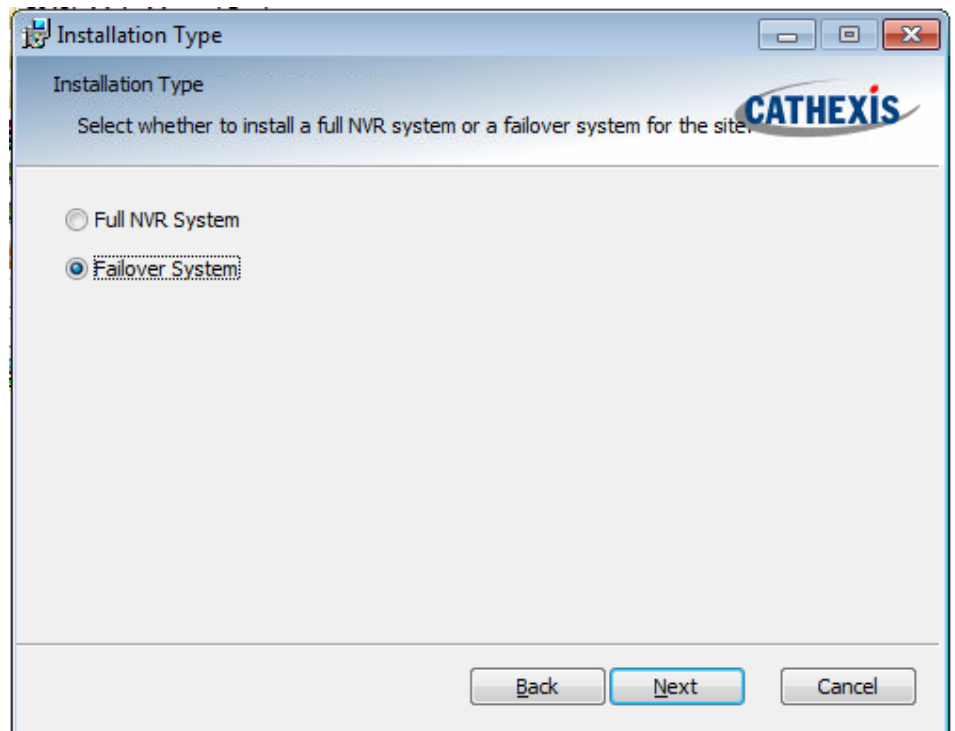 Installation Type
Installation Type
Select whether to install a full NVR system or a failover system for the site
CATHEXIS
Full NVR System
Failover System
Back
Next
Cancel